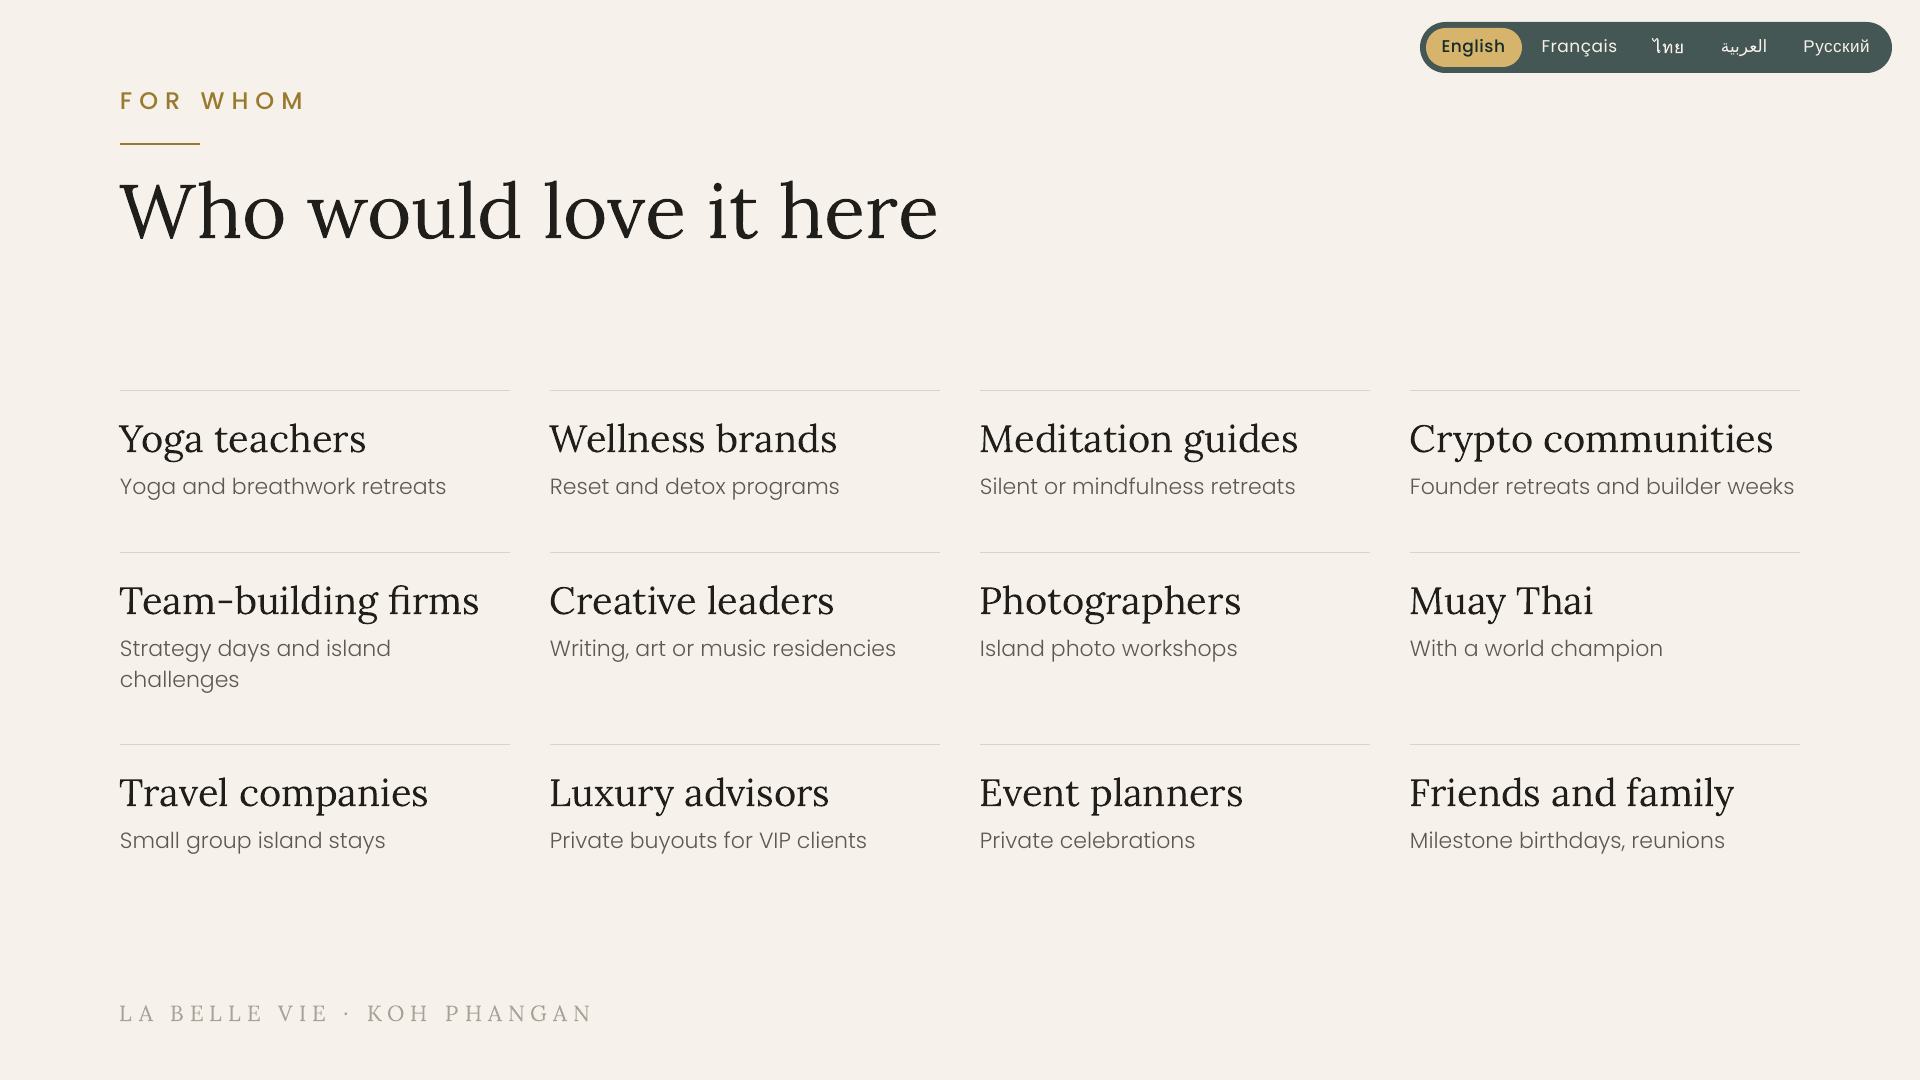 English
Français
ไทย
العربية
Русский
FOR WHOM
Who would love it here
Yoga teachers
Yoga and breathwork retreats
Wellness brands
Reset and detox programs
Meditation guides
Silent or mindfulness retreats
Crypto communities
Founder retreats and builder weeks
Team-building firms
Strategy days and island
challenges
Creative leaders
Writing, art or music residencies
Photographers
Island photo workshops
Muay Thai
With a world champion
Travel companies
Small group island stays
Luxury advisors
Private buyouts for VIP clients
Event planners
Private celebrations
Friends and family
Milestone birthdays, reunions
LA BELLE VIE · KOH PHANGAN